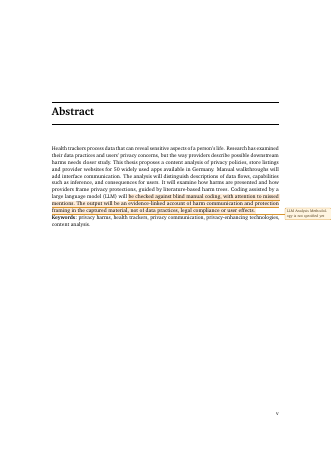 Abstract
Health trackers process data that can reveal sensitive aspects of a person's life. Research has examined
their data practices and users' privacy concerns, but the way providers describe possible downstream
harms needs closer study. This thesis proposes a content analysis of privacy policies, store listings
and provider websites for 50 widely used apps available in Germany. Manual walkthroughs will
add interface communication. The analysis will distinguish descriptions of data flows, capabilities
such as inference, and consequences for users. It will examine how harms are presented and how
providers frame privacy protections, guided by literature-based harm trees. Coding assisted by a
large language model (LLM) will be checked against blind manual coding, with attention to missed
mentions. The output will be an evidence-linked account of harm communication and protection
framing in the captured material, not of data practices, legal compliance or user effects.
Keywords: privacy harms, health trackers, privacy communication, privacy-enhancing technologies,
content analysis.
LLM Analysis Methodol-
ogy is not specified yet
v